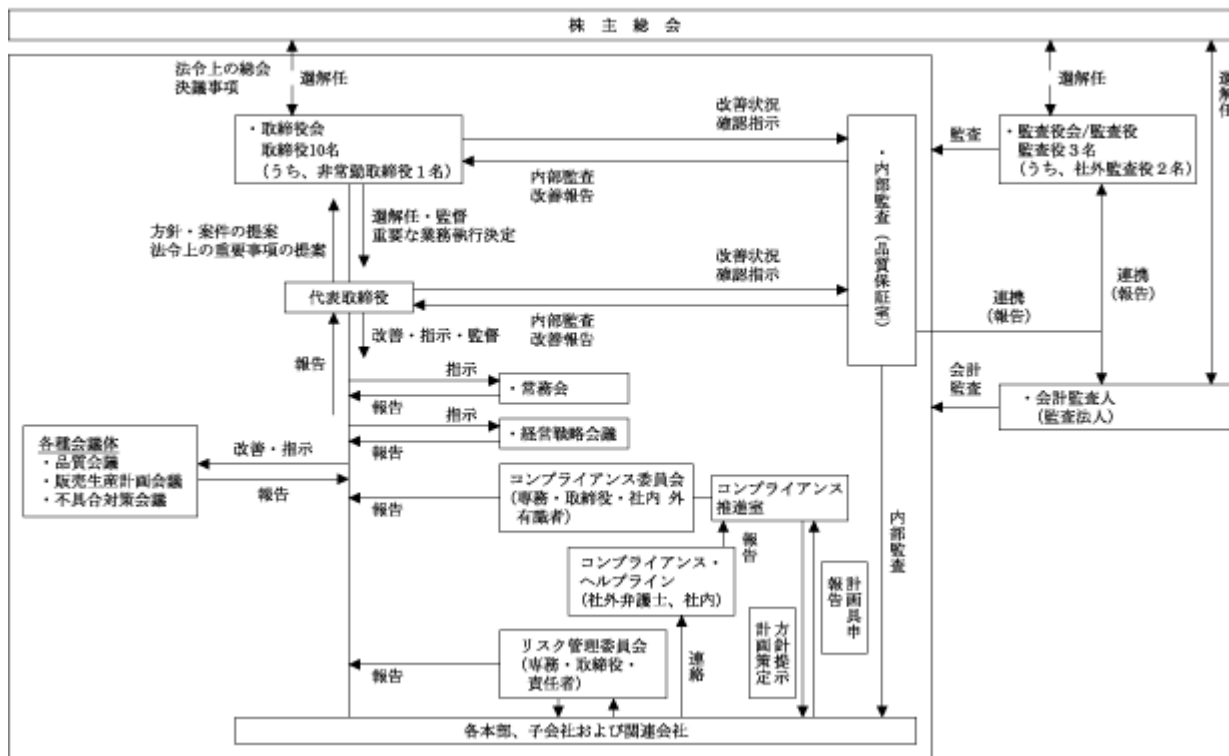 株主総会
法令上の総会
決議事項
選解任
選解任
選解任
・取締役会
取締役10名
(うち、非常勤取締役1名)
改善状況
確認指示
内部監査
改善報告
・内部監査(品質保証室)
監査
・監査役会/監査役
監査役3名
(うち、社外監査役2名)
方針・案件の提案
法令上の重要事項の提案
選解任・監督
重要な業務執行決定
代表取締役
改善状況
確認指示
内部監査
改善報告
連携
(報告)
連携
(報告)
報告
改善・指示・監督
指示
報告
・常務会
会計
監査
・会計監査人
(監査法人)
指示
報告
・経営戦略会議
各種会議体
・品質会議
・販売生産計画会議
・不具合対策会議
改善・指示
報告
コンプライアンス委員会
(専務・取締役・社内 外
有識者)
報告
コンプライアンス
推進室
内部監査
報告
コンプライアンス・
ヘルプライン
(社外弁護士、社内)
計画具申
報告
方針提示
計画策定
連絡
リスク管理委員会
(専務・取締役・
責任者)
報告
各本部、子会社および関連会社